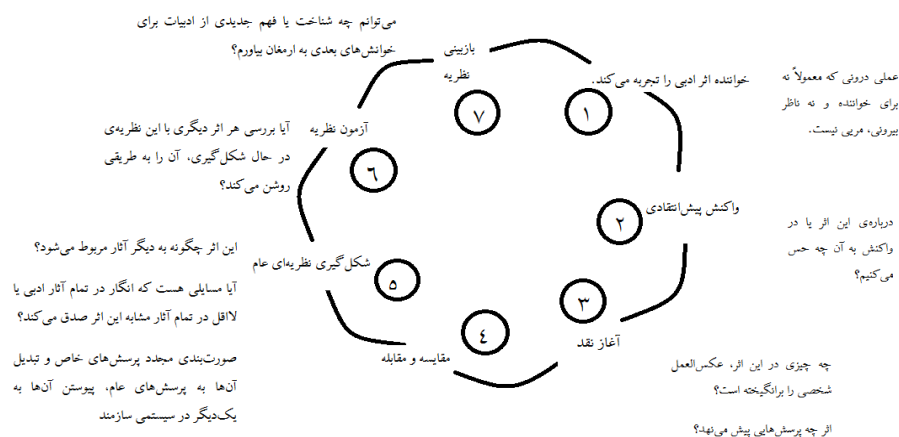 می‌توانم چه شناخت یا فهم جدیدی از ادبیات برای
خوانش‌های بعدی به ارمغان بیاورم؟
بازبینی
نظریه
۷
خواننده اثر ادبی را تجربه می‌کند.
۱
عملی درونی که معمولاً نه
برای خواننده و نه ناظر
بیرونی، مریی نیست.
واکنش پیش‌انتقادی
۲
درباره‌ی این اثر یا در
واکنش به آن چه حس
می‌کنیم؟
۳
آغاز نقد
چه چیزی در این اثر، عکس‌العمل
شخصی را برانگیخته است؟
اثر چه پرسش‌هایی پیش می‌نهد؟
٤
مقایسه و مقابله
شکل‌گیری نظریه‌ای عام
۵
این اثر چگونه به دیگر آثار مربوط می‌شود؟
آیا مسایلی هست که انگار در تمام آثار ادبی یا
لااقل در تمام آثار مشابه این اثر صدق می‌کند؟
صورت‌بندی مجدد پرسش‌های خاص و تبدیل
آن‌ها به پرسش‌های عام، پیوستن آن‌ها به
یک‌دیگر در سیستمی سازمند
آزمون نظریه
٦
آیا بررسی هر اثر دیگری با این نظریه‌ی
در حال شکل‌گیری، آن را به طریقی
روشن می‌کند؟